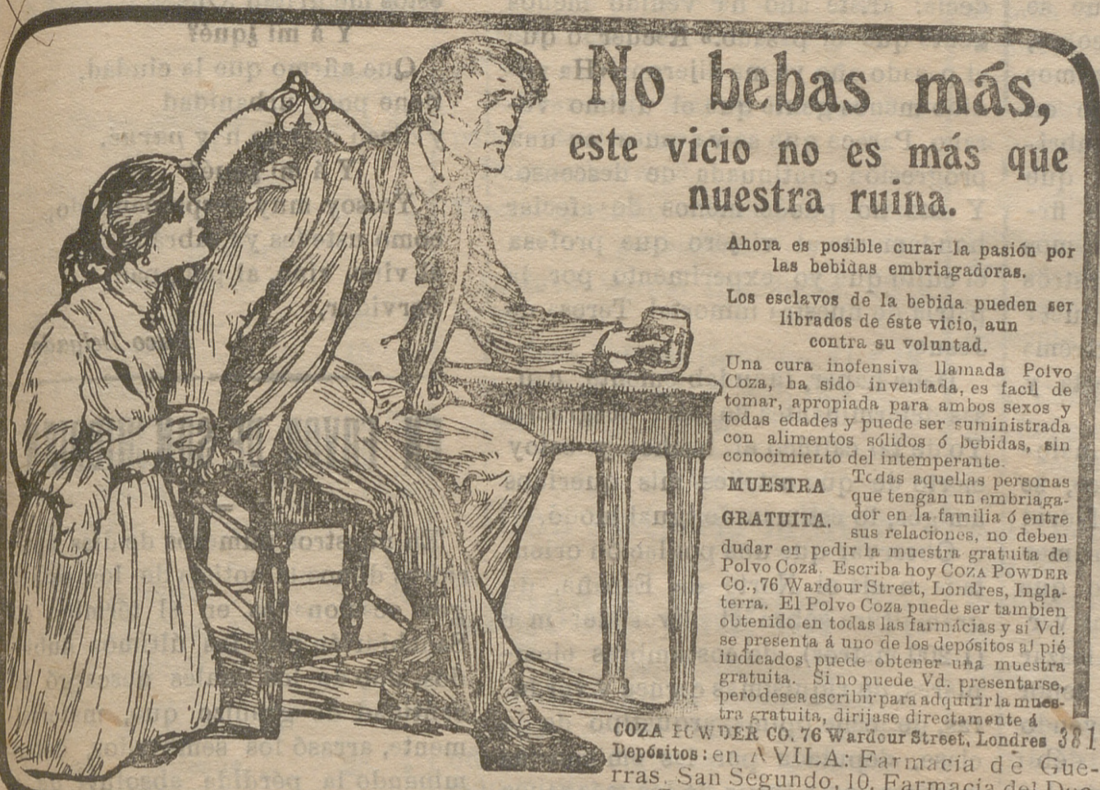 No bebas más,
este vicio no es más que
nuestra ruina.
Ahora es posible curar la pasión por
las bebidas embriagadoras.
Los esclavos de la bebida pueden ser
librados de éste vicio, aun
contra su voluntad.
Una cura inofensiva llamada Polvo
Coza, ha sido inventada, es facil de
tomar, apropiada para ambos sexos y
todas edades y puede ser suministrada
con alimentos sólidos ó bebidas, sin
conocimiento del intemperante.
MUESTRA
GRATUITA.
Todas aquellas personas
que tengan un embriaga-
dor en la familia ó entre
sus relaciones, no deben
dudar en pedir la muestra gratuita de
Polvo Coza. Escriba hoy COZA POWDER
Co., 76 Wardour Street, Londres, Ingla-
terra. El Polvo Coza puede ser tambien
obtenido en todas las farmácias y si Vd.
se presenta á uno de los depósitos al pié
indicados puede obtener una muestra
gratuita. Si no puede Vd. presentarse,
pero desea escribir para adquirir la mues-
tra gratuita, dirijase directamente á
COZA POWDER CO. 76 Wardour Street, Londres 381
Depósitos: en AVILA: Farmacia de Gue-
rras. San Segundo, 10. Farmacia del